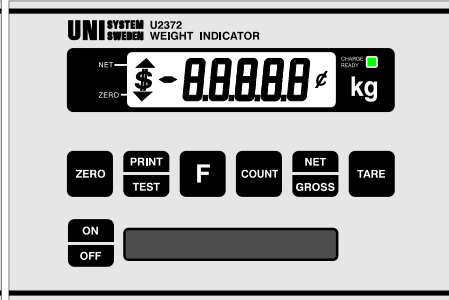 UNI SYSTEM SWEDEN U2372
WEIGHT INDICATOR
NET
ZERO
$ -8.8.8.8.8 ¢
CHARGE
READY
kg
ZERO
PRINT
TEST
F
COUNT
NET
GROSS
TARE
ON
OFF